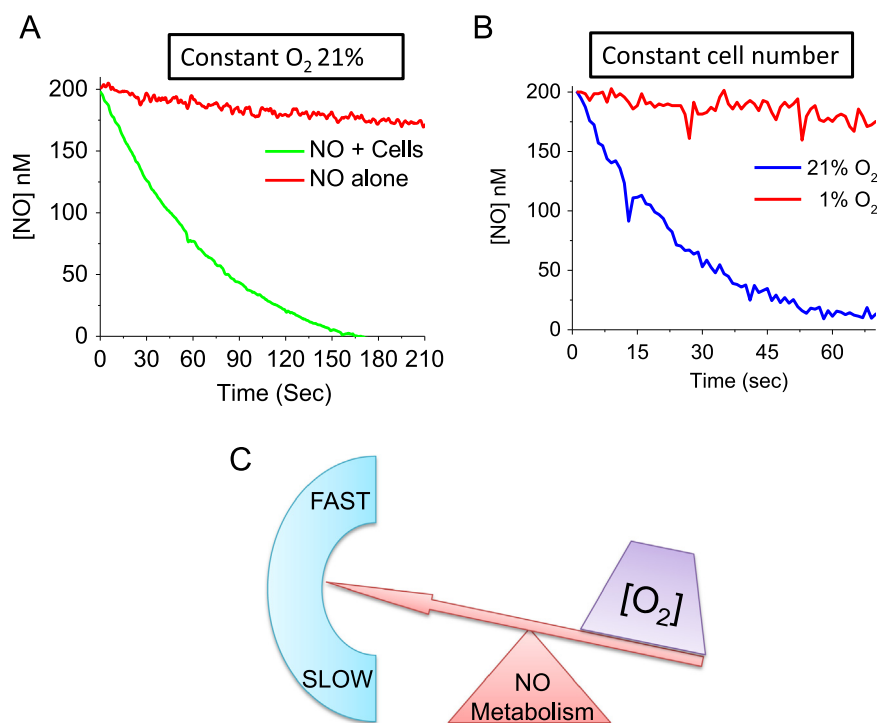 A
Constant O₂ 21%
200
150
100
50
0
[NO] nM
NO + Cells
NO alone
0 30 60 90 120 150 180 210
Time (Sec)
B
Constant cell number
200
150
100
50
0
[NO] nM
21% O₂
1% O₂
0 15 30 45 60
Time (sec)
C
FAST
SLOW
[O₂]
NO
Metabolism